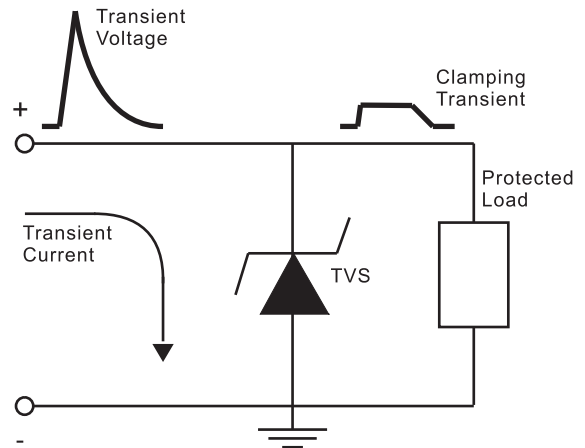 Transient
Voltage
Clamping
Transient
+
Protected
Load
Transient
Current
TVS
-